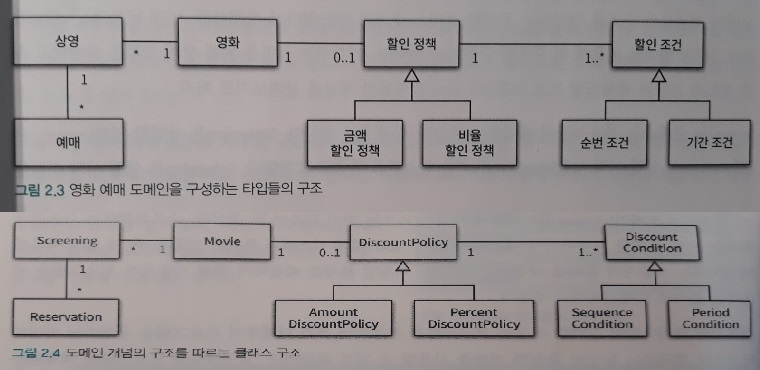 상영
*
1
영화
1
0..1
할인 정책
1
1..*
할인 조건
1
*
예매
금액
할인 정책
비율
할인 정책
순번 조건
기간 조건
그림 2.3 영화 예매 도메인을 구성하는 타입들의 구조
Screening
*
1
Movie
1
0..1
DiscountPolicy
1
1..*
Discount
Condition
1
*
Reservation
Amount
DiscountPolicy
Percent
DiscountPolicy
Sequence
Condition
Period
Condition
그림 2.4 도메인 개념의 구조를 따르는 클래스 구조